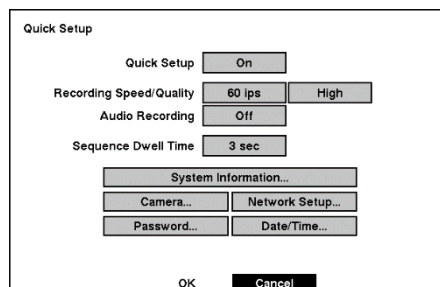 Quick Setup
Quick Setup On
Recording Speed/Quality 60 ips High
Audio Recording Off
Sequence Dwell Time 3 sec
System Information...
Camera... Network Setup...
Password... Date/Time...
OK Cancel